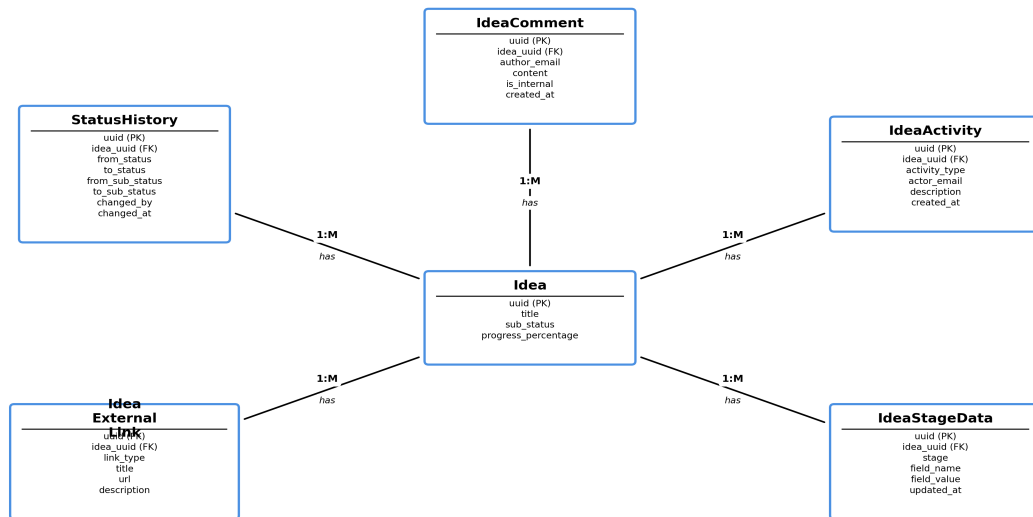 IdeaComment
uuid (PK)
idea_uuid (FK)
author_email
content
is_internal
created_at
StatusHistory
uuid (PK)
idea_uuid (FK)
from_status
to_status
from_sub_status
to_sub_status
changed_by
changed_at
IdeaActivity
uuid (PK)
idea_uuid (FK)
activity_type
actor_email
description
created_at
1:M
has
1:M
has
1:M
has
Idea
uuid (PK)
title
sub_status
progress_percentage
1:M
has
1:M
has
Idea
External
Link
uuid (PK)
idea_uuid (FK)
link_type
title
url
description
IdeaStageData
uuid (PK)
idea_uuid (FK)
stage
field_name
field_value
updated_at